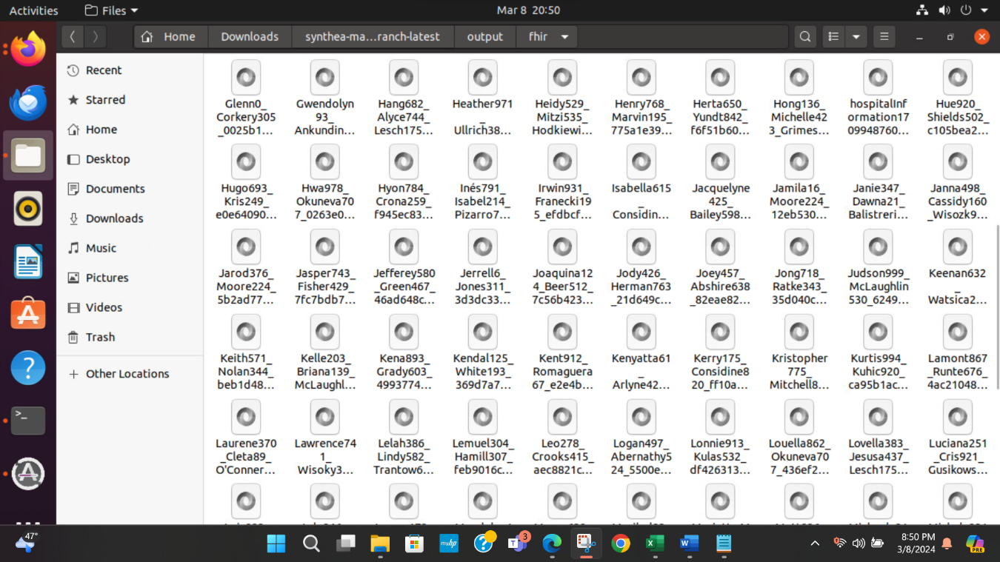 Activities
Files
Mar 8 20:50
Home
Downloads
synthea-ma...ranch-latest
output
fhir
Recent
Starred
Home
Desktop
Documents
Downloads
Music
Pictures
Videos
Trash
+ Other Locations
Glenn0_
Corkery305
_0025b1...
Gwendolyn
93_
Ankundin...
Hang682_
Alyce744_
Lesch175...
Heather971
_
Ullrich38...
Heidy529_
Mitzi535_
Hodkiewi...
Henry768_
Marvin195_
775a1e39...
Herta650_
Yundt842_
f6f51b60...
Hong136_
Michelle42
3_Grimes...
hospitalInf
ormation17
09948760...
Hue920_
Shields502_
c105bea2...
Hugo693_
Kris249_
e0e64090...
Hwa978_
Okuneva70
7_0263e0...
Hyon784_
Crona259_
f945ec83...
Inés791_
Isabel214_
Pizarro7...
Irwin931_
Franecki19
5_efdbcf...
Isabella615
_
Considin...
Jacquelyne
425_
Bailey598...
Jamila16_
Moore224_
12eb530...
Janie347_
Dawna21_
Balistreri...
Janna498_
Cassidy160
_Wisozk9...
Jarod376_
Moore224_
5b2ad77...
Jasper743_
Fisher429_
7fc7bdb7...
Jefferey580
_Green467_
46ad648c...
Jerrell6_
Jones311_
3d3dc33...
Joaquina12
4_Beer512_
7c56b423...
Jody426_
Herman763
_21d649c...
Joey457_
Abshire638
_82eae82...
Jong718_
Ratke343_
35d040c...
Judson999_
McLaughlin
530_6249...
Keenan632
_
Watsica2...
Keith571_
Nolan344_
beb1d48...
Kelle203_
Briana139_
McLaughl...
Kena893_
Grady603_
4993774...
Kendal125_
White193_
369d7a7...
Kent912_
Romaguera
67_e2e4b...
Kenyatta61
_
Arlyne42...
Kerry175_
Considine8
20_ff10a...
Kristopher
775_
Mitchell8...
Kurtis994_
Kuhic920_
ca95b1ac...
Lamont867
_Runte676_
4ac21048...
Laurene370
_Cleta89_
O'Conner...
Lawrence74
1_
Wisoky3...
Lelah386_
Lindy582_
Trantow6...
Lemuel304_
Hamill307_
feb9016c...
Leo278_
Crooks415_
aec8821c...
Logan497_
Abernathy5
24_5500e...
Lonnie913_
Kulas532_
df426313...
Louella862_
Okuneva70
7_436ef2...
Lovella383_
Jesusa437_
Lesch175...
Luciana251
_Cris921_
Gusikows...
47°
myhp
3
8:50 PM
3/8/2024
PRE